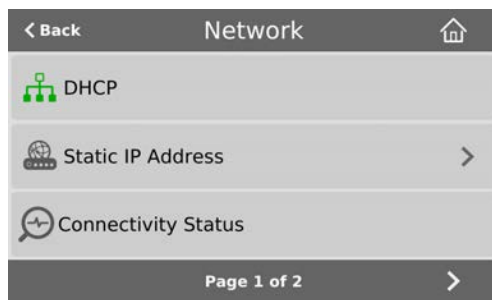 Back
Network
DHCP
Static IP Address
Connectivity Status
Page 1 of 2